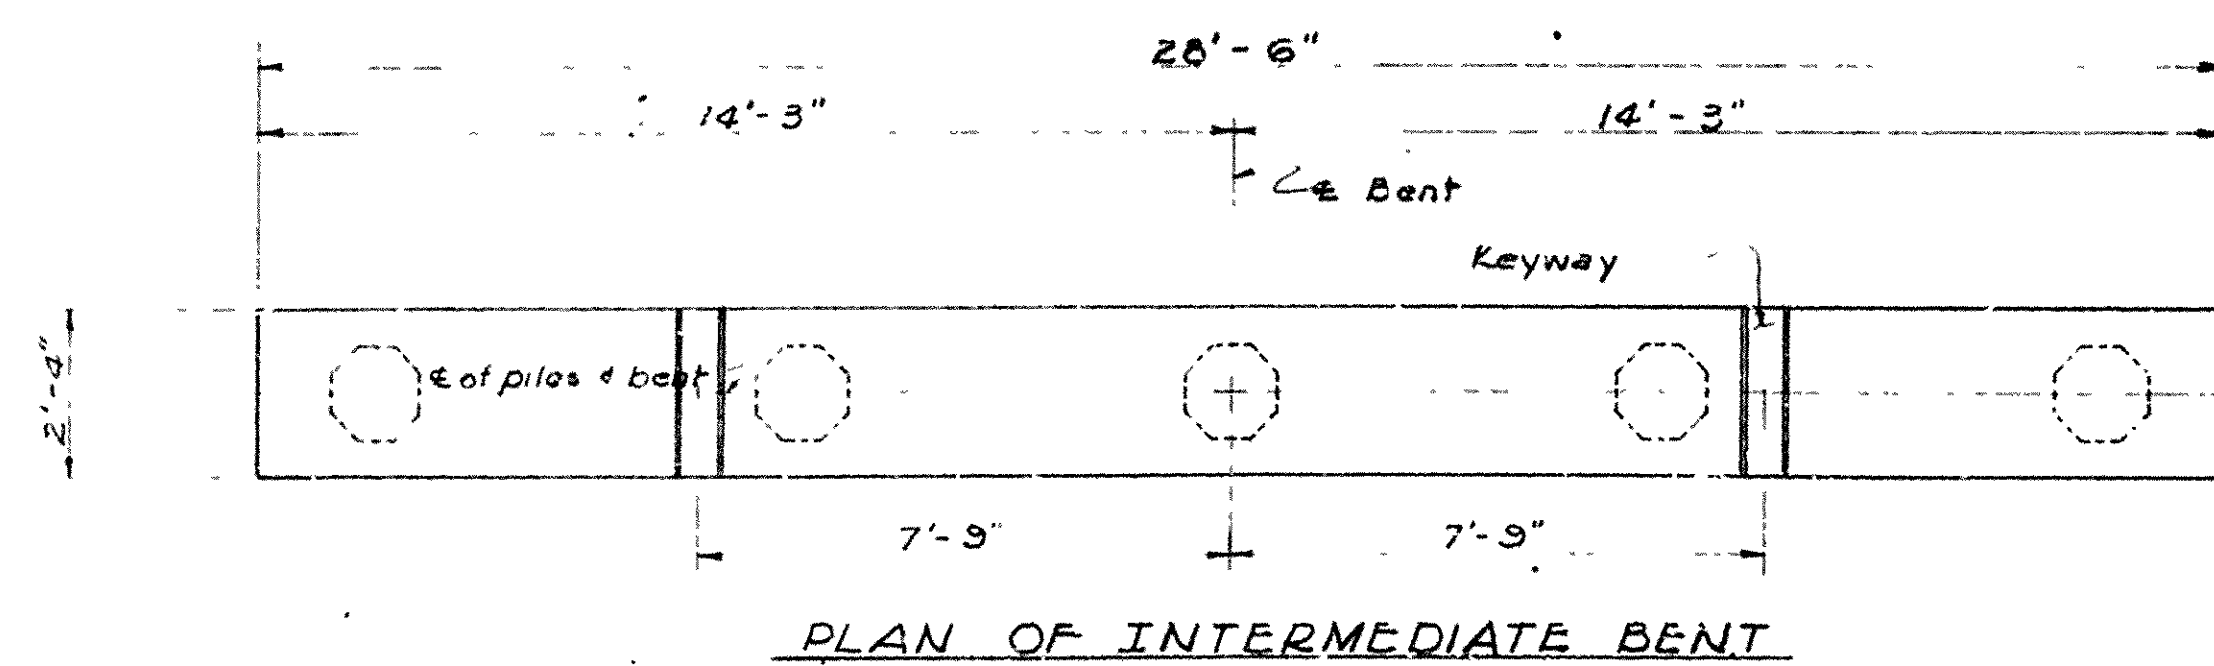 28'-6"
14'-3"
14'-3"
℄ Bent
Keyway
2'-4"
℄ of piles & bent
7'-9"
7'-9"
PLAN OF INTERMEDIATE BENT